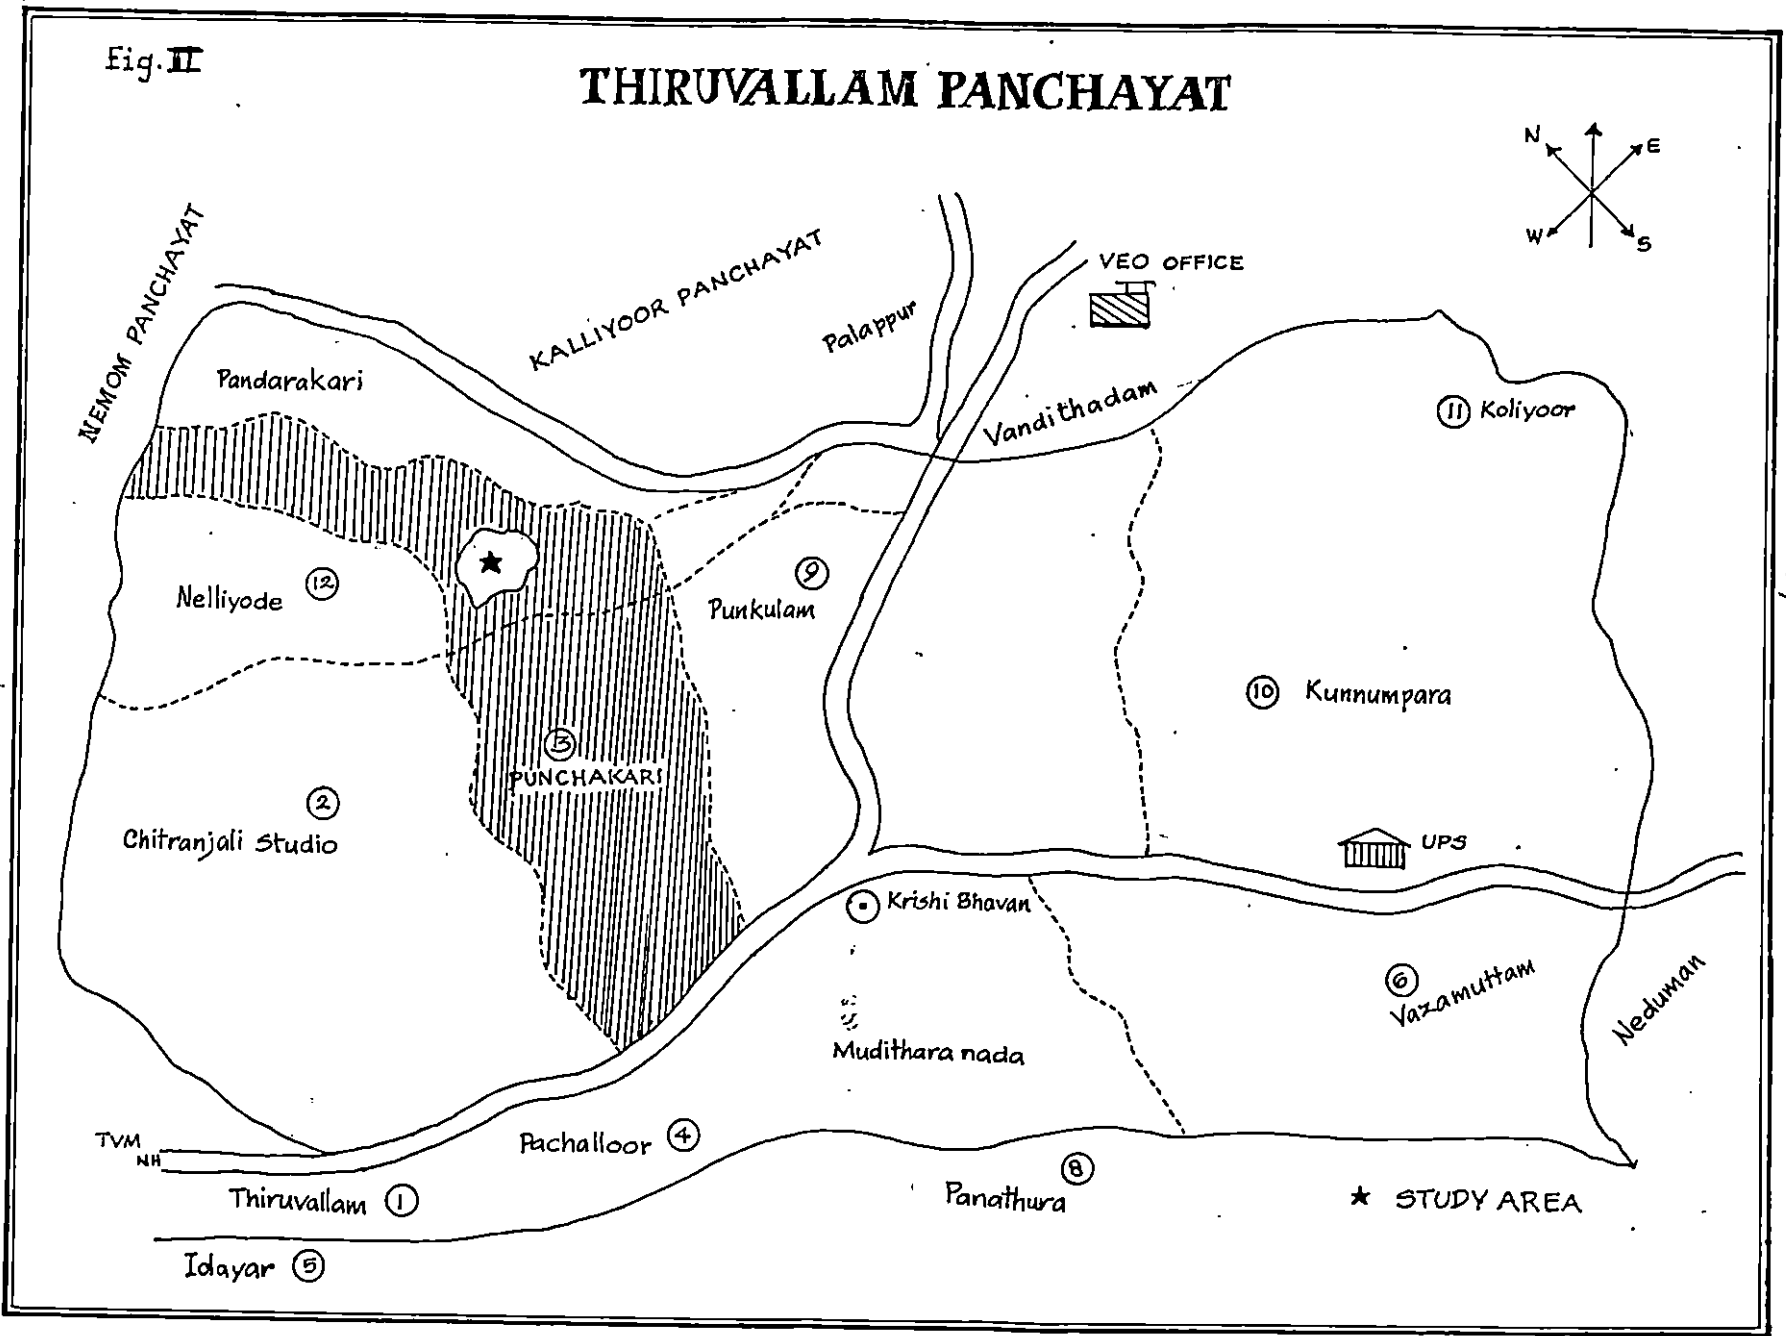 Fig. II
THIRUVALLAM PANCHAYAT
N
E
W
S
NEMOM PANCHAYAT
KALLIYOOR PANCHAYAT
Palappur
VEO OFFICE
Pandarakari
Vandithadam
11 Koliyoor
Nelliyode 12
9
Punkulam
10 Kunnumpara
13
PUNCHAKARI
2
Chitranjali Studio
UPS
Krishi Bhavan
6
Vazamuttam
Neduman
Mudithara nada
TVM
NH
Pachalloor 4
8
Panathura
Thiruvallam 1
★ STUDY AREA
Idayar 5